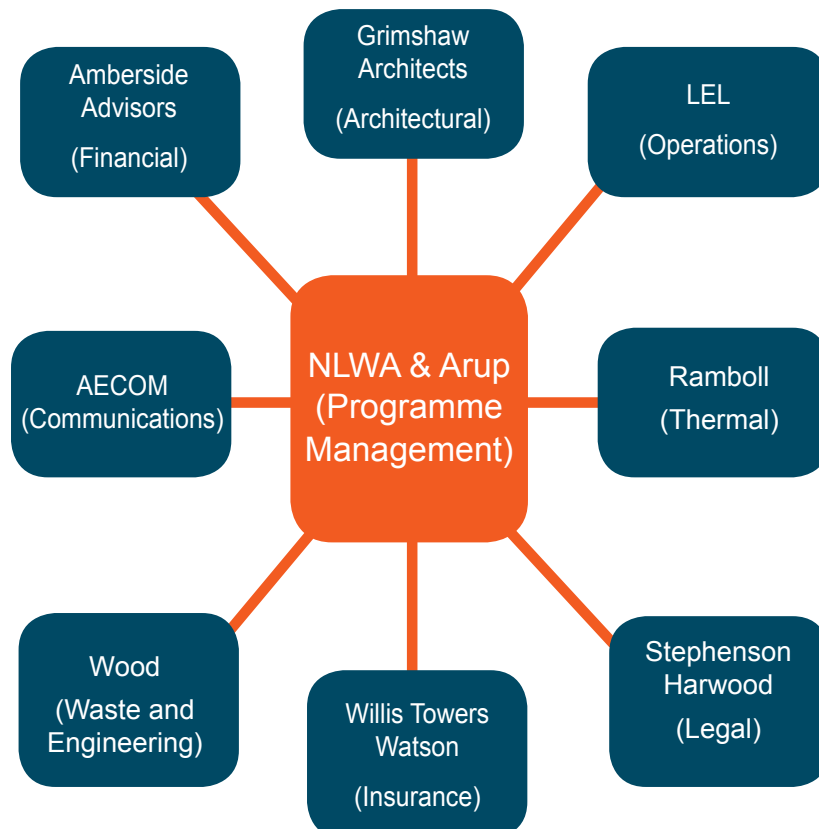 Amberside
Advisors
(Financial)
Grimshaw
Architects
(Architectural)
LEL
(Operations)
AECOM
(Communications)
NLWA & Arup
(Programme
Management)
Ramboll
(Thermal)
Wood
(Waste and
Engineering)
Willis Towers
Watson
(Insurance)
Stephenson
Harwood
(Legal)